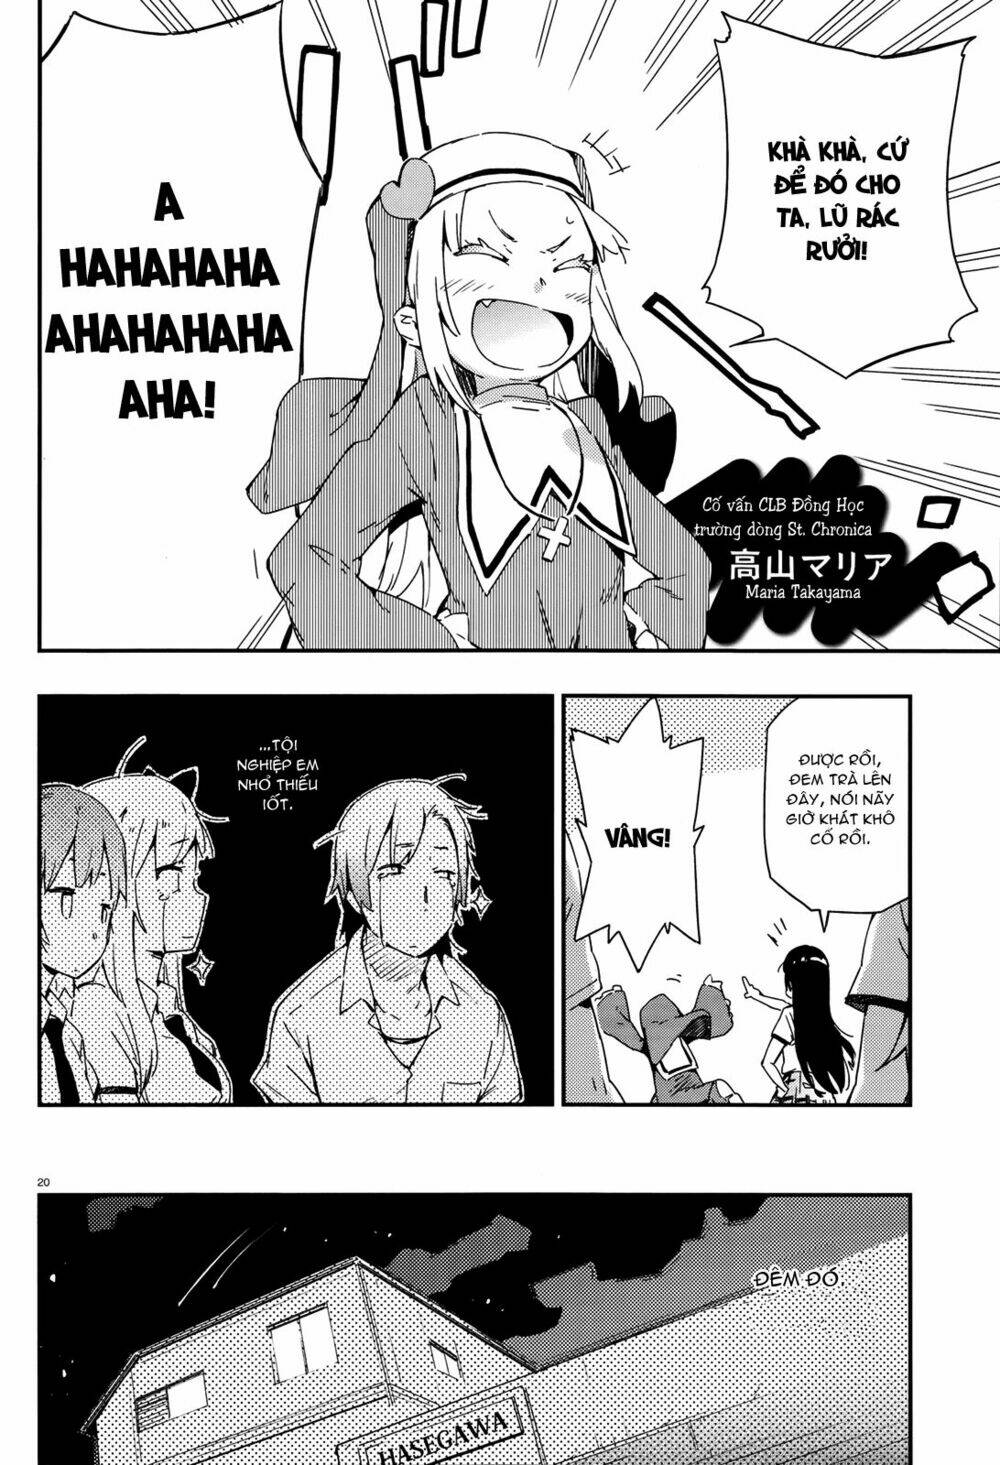 KHÀ KHÀ, CỨ
ĐỂ ĐÓ CHO
TA, LŨ RÁC
RƯỞI!
A
HAHAHAHA
AHAHAHAHA
AHA!
Cố vấn CLB Đồng Học
trường dòng St. Chronica
高山マリア
Maria Takayama
ĐƯỢC RỒI,
ĐEM TRÀ LÊN
ĐÂY, NÓI NÃY
GIỜ KHÁT KHÔ
CỔ RỒI.
VÂNG!
...TỘI
NGHIỆP EM
NHỎ THIẾU
IỐT.
20
ĐÊM ĐÓ.
HASEGAWA